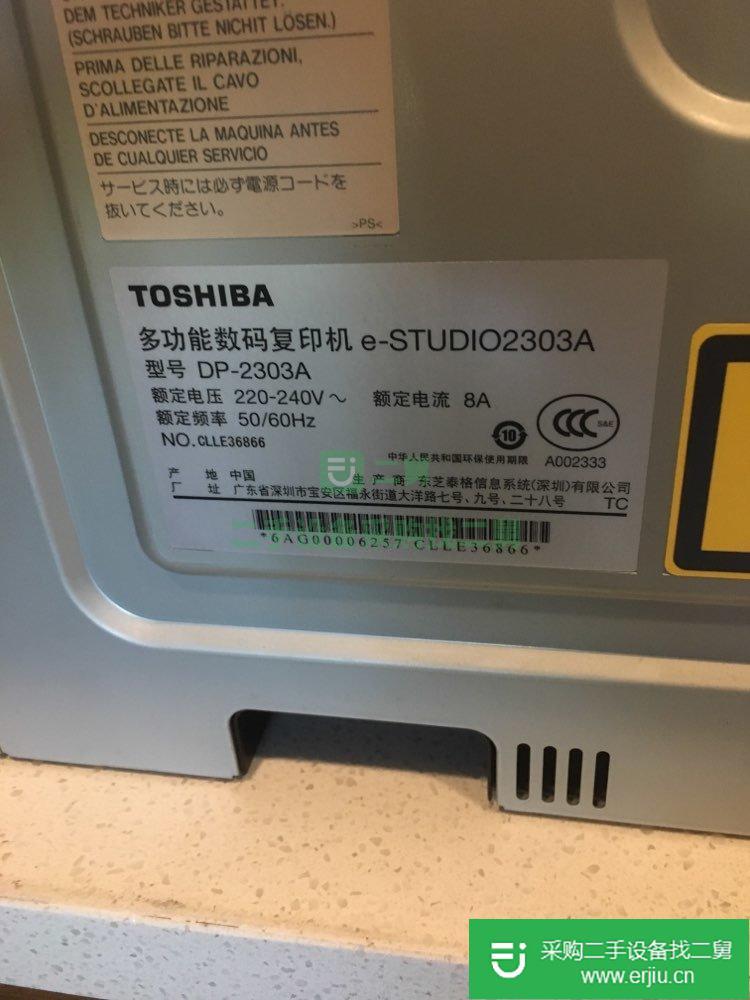 DEM TECHNIKER GESTATTET.
(SCHRAUBEN BITTE NICHT LÖSEN.)
PRIMA DELLE RIPARAZIONI,
SCOLLEGATE IL CAVO
D'ALIMENTAZIONE
DESCONECTE LA MAQUINA ANTES
DE CUALQUIER SERVICIO
サービス時には必ず電源コードを
抜いてください。
>PS<
TOSHIBA
多功能数码复印机 e-STUDIO2303A
型号 DP-2303A
额定电压 220-240V～ 额定电流 8A
额定频率 50/60Hz
NO. CLLE36866
10
CCC S&E
中华人民共和国环保使用期限 A002333
产 地 中国 生 产 商 东芝泰格信息系统(深圳)有限公司
厂 址 广东省深圳市宝安区福永街道大洋路七号、九号、二十八号 TC
*6AG00006257 CLLE36866*
二舅
采购二手设备找二舅
www.erjiu.cn